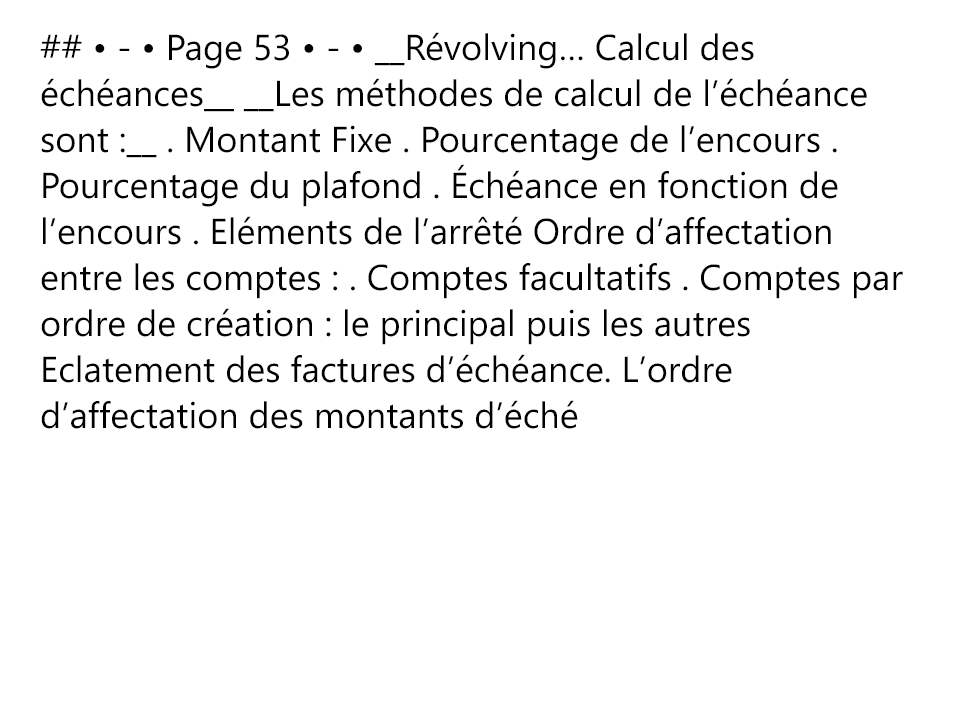 ## • - • Page 53 • - • __Révolving… Calcul des
échéances__ __Les méthodes de calcul de l’échéance
sont :__ . Montant Fixe . Pourcentage de l’encours .
Pourcentage du plafond . Échéance en fonction de
l’encours . Eléments de l’arrêté Ordre d’affectation
entre les comptes : . Comptes facultatifs . Comptes par
ordre de création : le principal puis les autres
Eclatement des factures d’échéance. L’ordre
d’affectation des montants d’éché